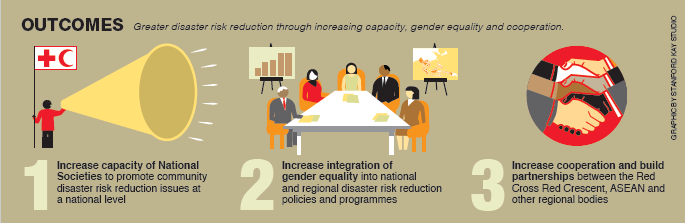 OUTCOMES Greater disaster risk reduction through increasing capacity, gender equality and cooperation.
1
Increase capacity of National
Societies to promote community
disaster risk reduction issues at
a national level
2
Increase integration of
gender equality into national
and regional disaster risk reduction
policies and programmes
3
Increase cooperation and build
partnerships between the Red
Cross Red Crescent, ASEAN and
other regional bodies
GRAPHIC BY STANFORD KAY STUDIO